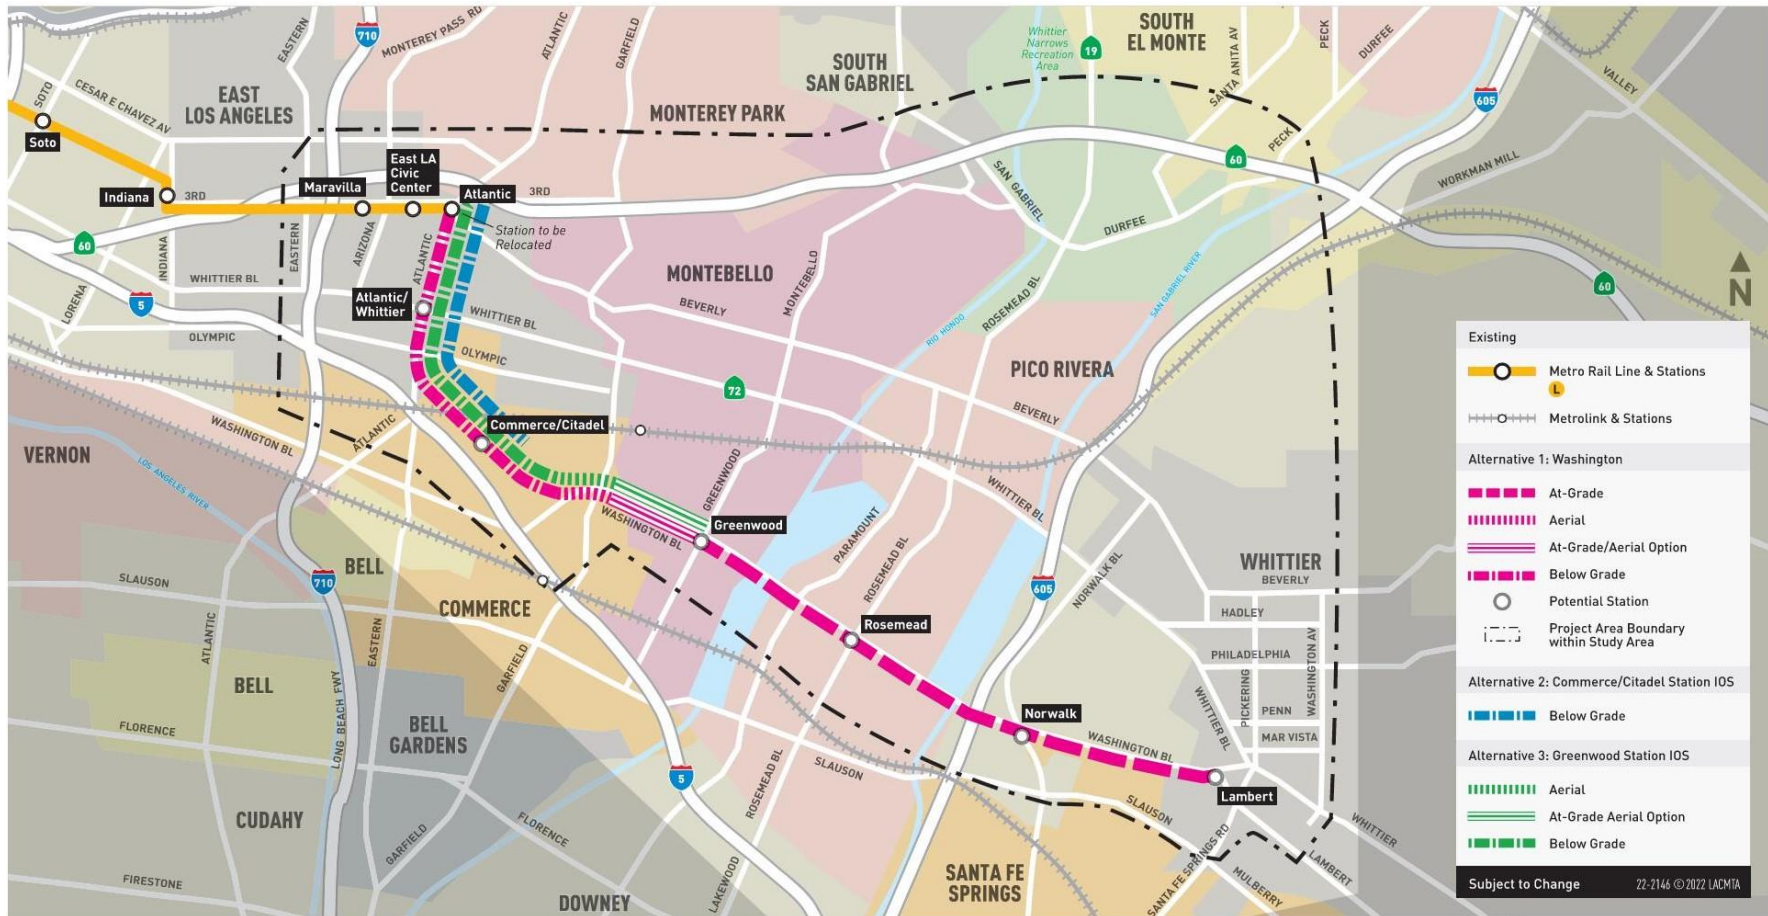 EASTERN
710
MONTEREY PASS RD
ATLANTIC
GARFIELD
Whittier
Narrows
Recreation
Area
19
SOUTH
EL MONTE
SANTA ANITA AV
PECK
DURFEE
VALLEY
SOTO
CESAR E CHAVEZ AV
EAST
LOS ANGELES
MONTEREY PARK
SOUTH
SAN GABRIEL
PECK
605
60
WORKMAN MILL
Soto
Indiana
3RD
Maravilla
East LA
Civic
Center
Atlantic
3RD
SAN GABRIEL
DURFEE
Station to be
Relocated
60
INDIANA
EASTERN
ARIZONA
ATLANTIC
WHITTIER BL
LORENA
5
OLYMPIC
Atlantic/
Whittier
WHITTIER BL
OLYMPIC
MONTEBELLO
MONTEBELLO
BEVERLY
72
RIO HONDO
ROSEMEAD BL
SAN GABRIEL RIVER
PICO RIVERA
BEVERLY
60
N
VERNON
WASHINGTON BL
ATLANTIC
LOS ANGELES RIVER
Commerce/Citadel
GREENWOOD
WASHINGTON BL
Greenwood
WHITTIER BL
PARAMOUNT
ROSEMEAD BL
605
NORWALK BL
WHITTIER
BEVERLY
HADLEY
PHILADELPHIA
PICKERING
WASHINGTON AV
PENN
MAR VISTA
WHITTIER BL
BELL
710
SLAUSON
ATLANTIC
EASTERN
COMMERCE
GARFIELD
Rosemead
Norwalk
WASHINGTON BL
Lambert
BELL
FLORENCE
LONG BEACH FWY
BELL
GARDENS
5
ROSEMEAD BL
SLAUSON
SLAUSON
WHITTIER
CUDAHY
GARFIELD
FLORENCE
LAKEWOOD
FIRESTONE
DOWNEY
SANTA FE
SPRINGS
SANTA FE SPRINGS RD
MULBERRY
LAMBERT
Existing
Metro Rail Line & Stations
L
Metrolink & Stations
Alternative 1: Washington
At-Grade
Aerial
At-Grade/Aerial Option
Below Grade
Potential Station
Project Area Boundary
within Study Area
Alternative 2: Commerce/Citadel Station IOS
Below Grade
Alternative 3: Greenwood Station IOS
Aerial
At-Grade Aerial Option
Below Grade
Subject to Change
22-2146 © 2022 LACMTA